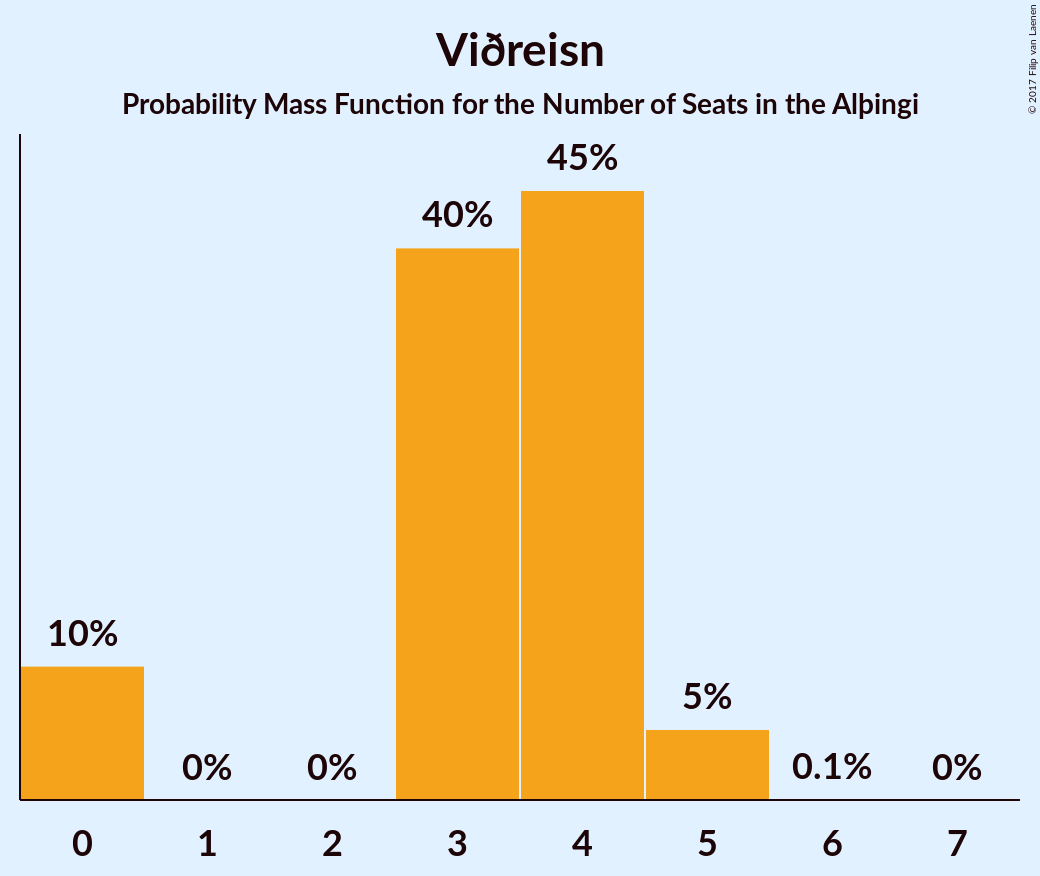 Viðreisn
Probability Mass Function for the Number of Seats in the Alþingi
© 2017 Filip van Laenen
45%
40%
10%
5%
0% 0% 0.1% 0%
0 1 2 3 4 5 6 7